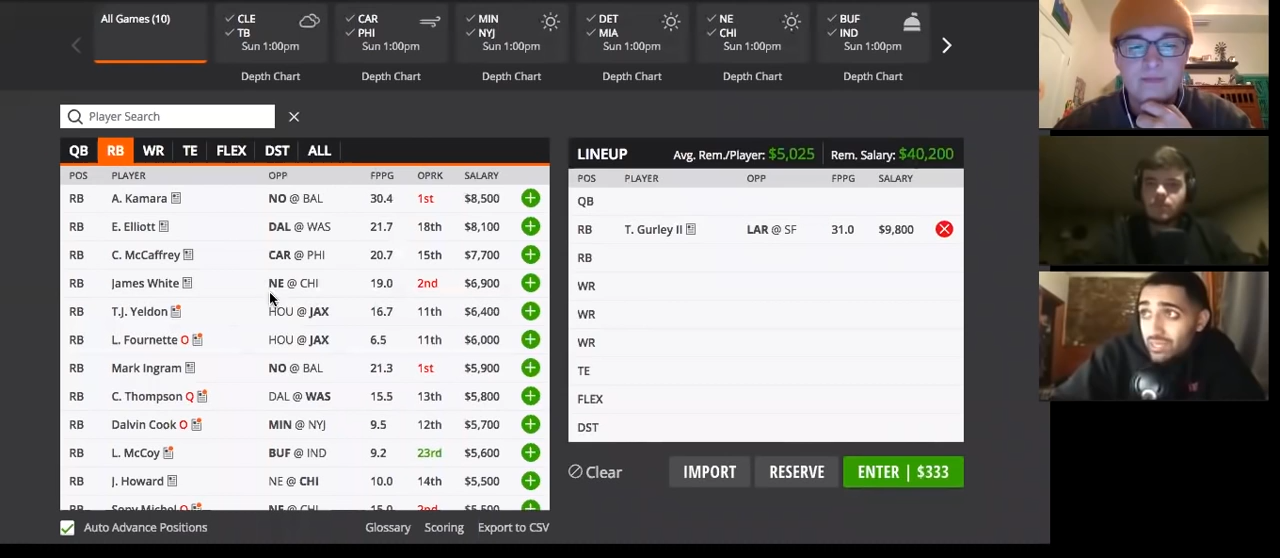 All Games (10)
CLE
TB
Sun 1:00pm
Depth Chart
CAR
PHI
Sun 1:00pm
Depth Chart
MIN
NYJ
Sun 1:00pm
Depth Chart
DET
MIA
Sun 1:00pm
Depth Chart
NE
CHI
Sun 1:00pm
Depth Chart
BUF
IND
Sun 1:00pm
Depth Chart
Player Search
QB RB WR TE FLEX DST ALL
POS PLAYER OPP FPPG OPRK SALARY
RB A. Kamara NO @ BAL 30.4 1st $8,500
RB E. Elliott DAL @ WAS 21.7 18th $8,100
RB C. McCaffrey CAR @ PHI 20.7 15th $7,700
RB James White NE @ CHI 19.0 2nd $6,900
RB T.J. Yeldon HOU @ JAX 16.7 11th $6,400
RB L. Fournette O HOU @ JAX 6.5 11th $6,000
RB Mark Ingram NO @ BAL 21.3 1st $5,900
RB C. Thompson Q DAL @ WAS 15.5 13th $5,800
RB Dalvin Cook O MIN @ NYJ 9.5 12th $5,700
RB L. McCoy BUF @ IND 9.2 23rd $5,600
RB J. Howard NE @ CHI 10.0 14th $5,500
RB Sony Michel Q NE @ CHI 15.0 2nd $5,500
Auto Advance Positions Glossary Scoring Export to CSV
LINEUP Avg. Rem./Player: $5,025 Rem. Salary: $40,200
POS PLAYER OPP FPPG SALARY
QB
RB T. Gurley II LAR @ SF 31.0 $9,800
RB
WR
WR
WR
TE
FLEX
DST
Clear IMPORT RESERVE ENTER | $333